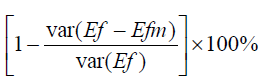 [1 − var(Ef − Efm) / var(Ef)] × 100%